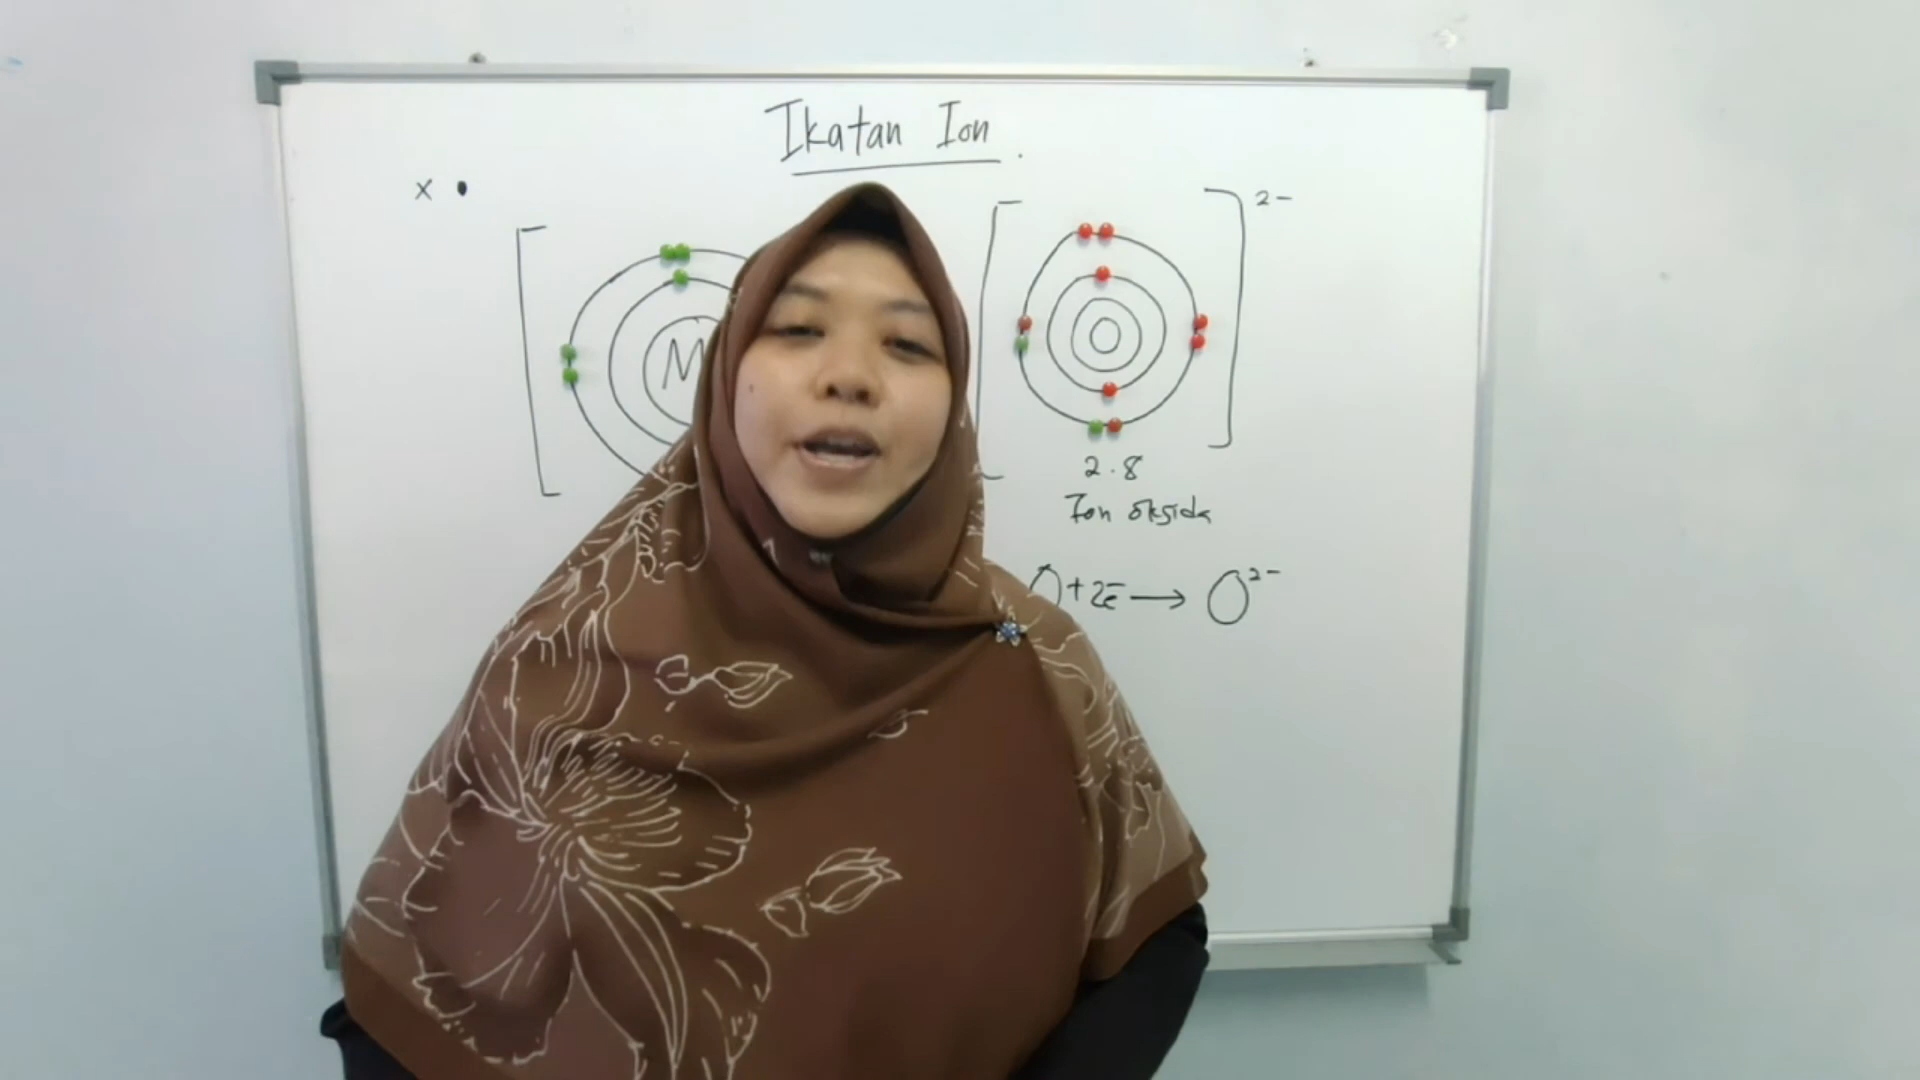 Ikatan Ion.
x •
M
2-
O
2.8
Ion oksida
O + 2e̅ → O²⁻